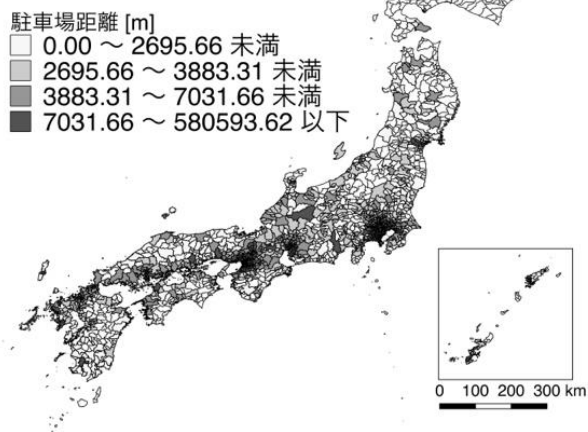 駐車場距離 [m]
0.00 ～ 2695.66 未満
2695.66 ～ 3883.31 未満
3883.31 ～ 7031.66 未満
7031.66 ～ 580593.62 以下
0 100 200 300 km